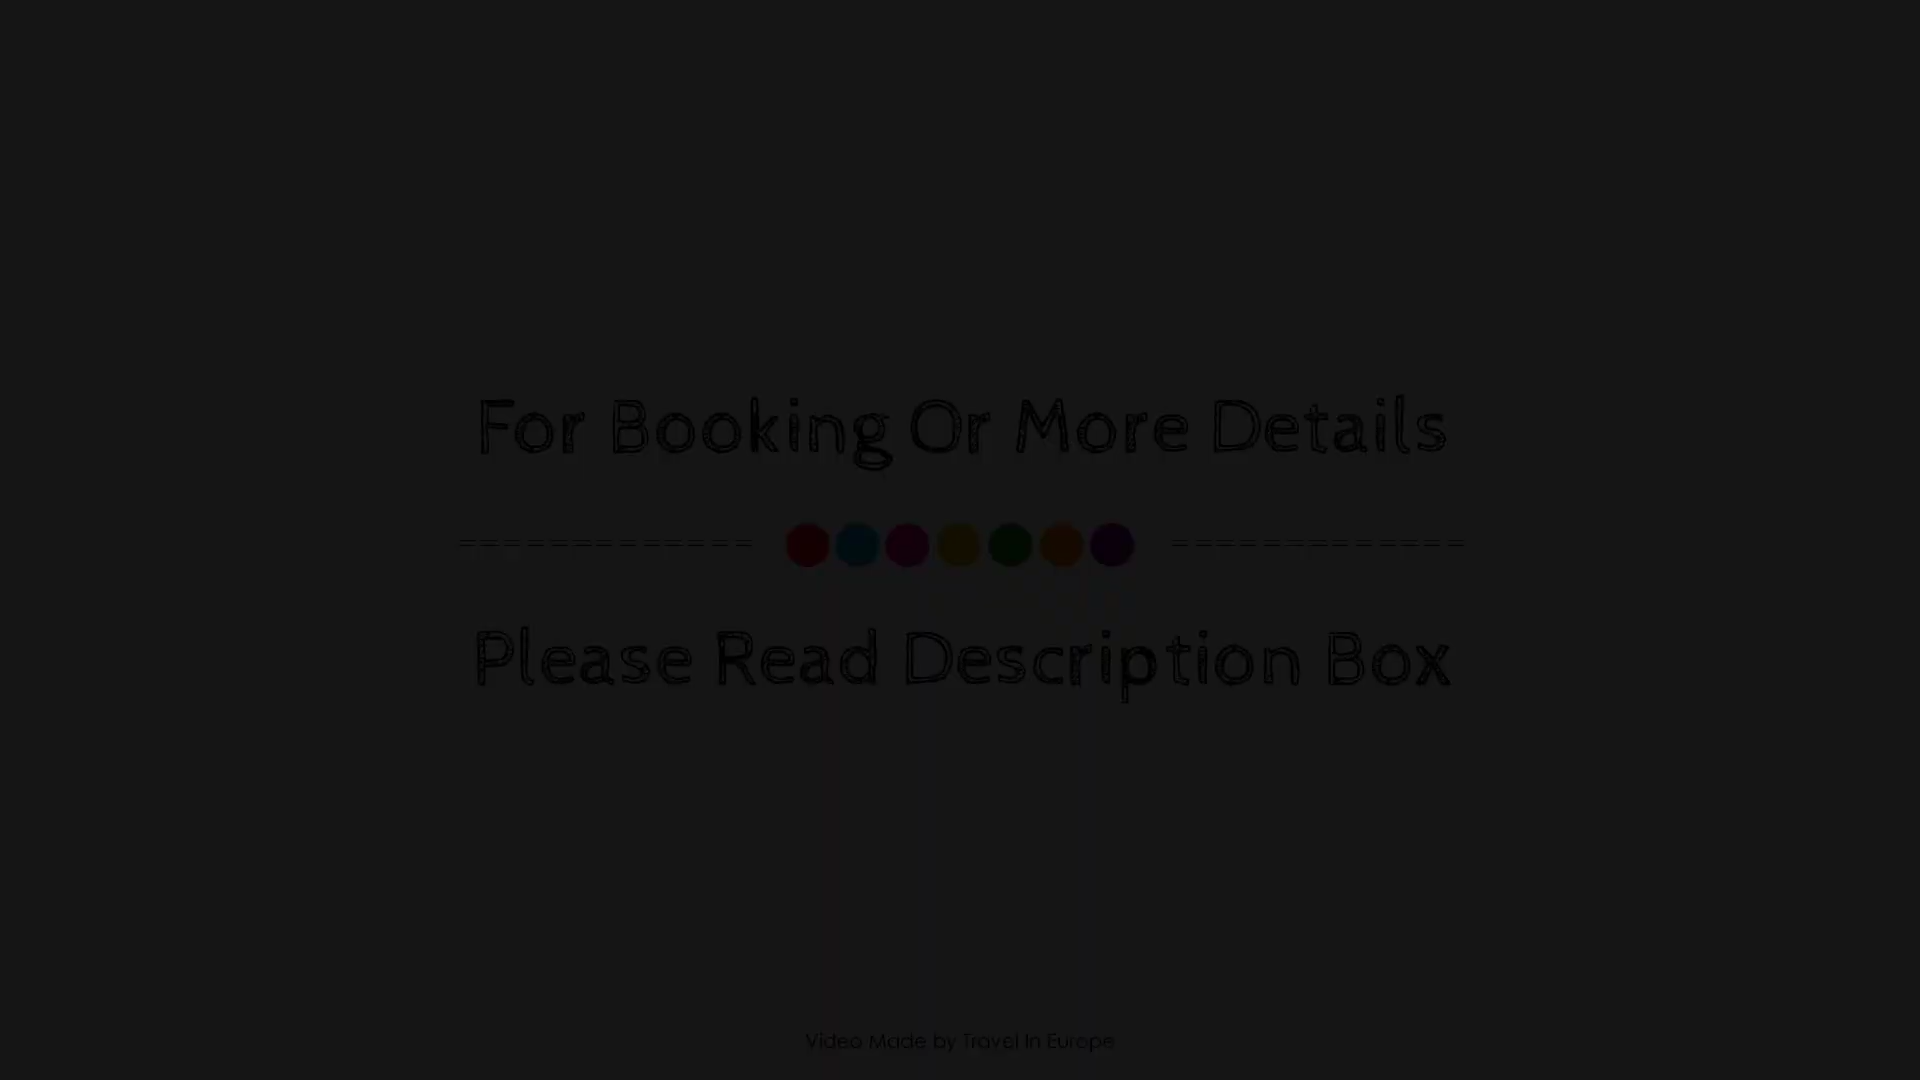 For Booking Or More Details
============= =============
Please Read Description Box
Video Made by Travel In Europe